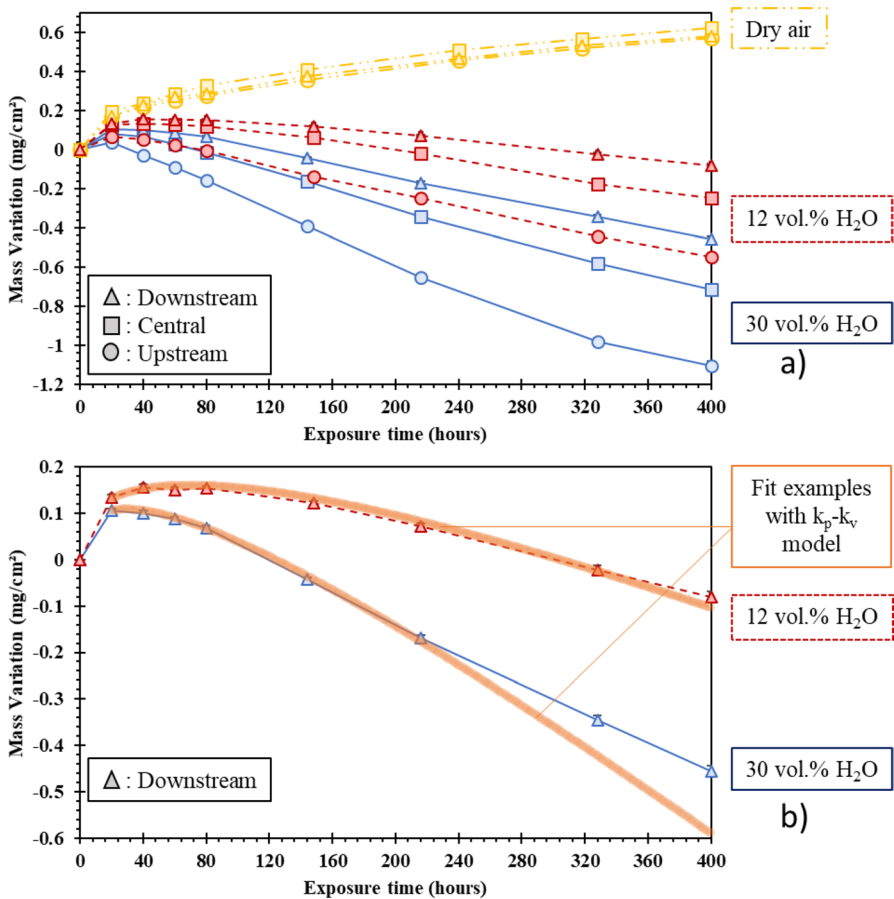 0.6
0.4
0.2
0
-0.2
-0.4
-0.6
-0.8
-1
-1.2
Mass Variation (mg/cm²)
0 40 80 120 160 200 240 280 320 360 400
Exposure time (hours)
: Downstream
: Central
: Upstream
Dry air
12 vol.% H₂O
30 vol.% H₂O
a)
0.2
0.1
0
-0.1
-0.2
-0.3
-0.4
-0.5
-0.6
Mass Variation (mg/cm²)
0 40 80 120 160 200 240 280 320 360 400
Exposure time (hours)
: Downstream
Fit examples
with kₚ-kᵥ
model
12 vol.% H₂O
30 vol.% H₂O
b)